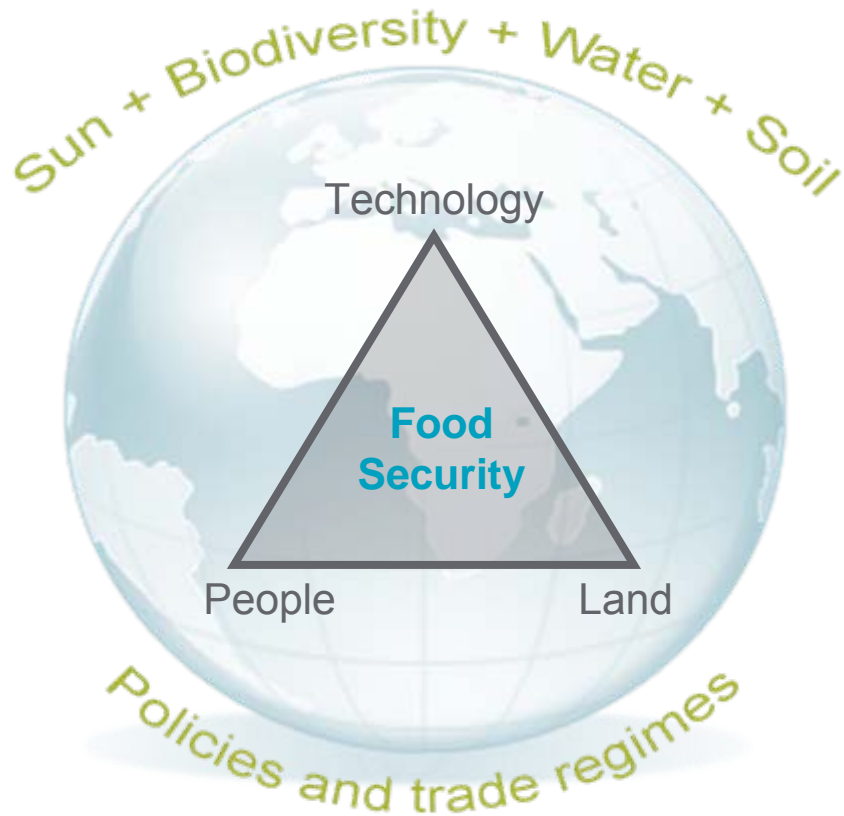 Sun + Biodiversity + Water + Soil
Technology
Food
Security
People
Land
Policies and trade regimes